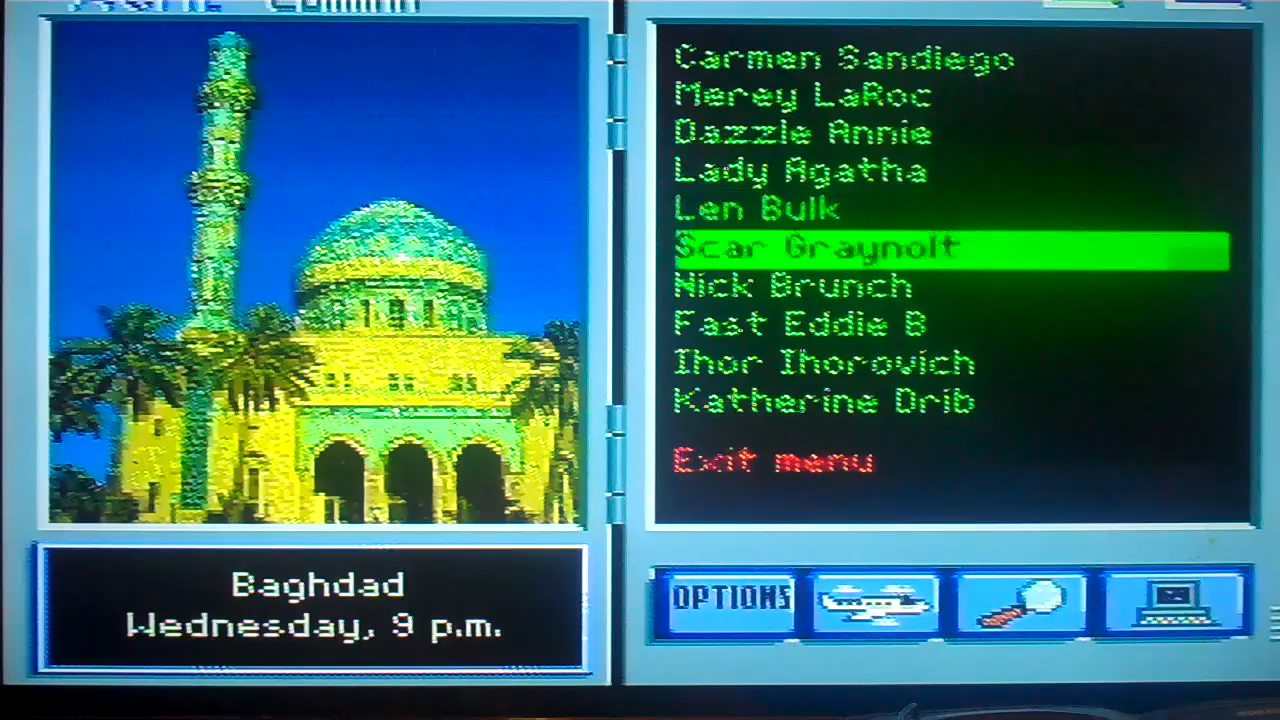 Carmen Sandiego
Merey LaRoc
Dazzle Annie
Lady Agatha
Len Bulk
Scar Graynolt
Nick Brunch
Fast Eddie B
Ihor Ihorovich
Katherine Drib
Exit menu
Baghdad
Wednesday, 9 p.m.
OPTIONS